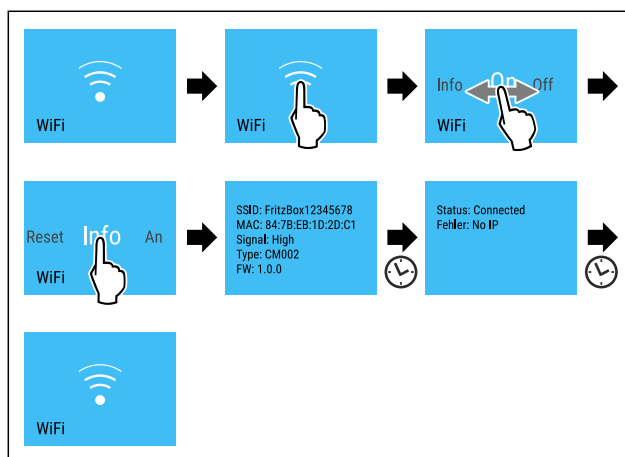 WiFi
WiFi
Info On Off
WiFi
Reset Info An
WiFi
SSID: FritzBox12345678
MAC: 84:7B:EB:1D:2D:C1
Signal: High
Type: CM002
FW: 1.0.0
Status: Connected
Fehler: No IP
WiFi